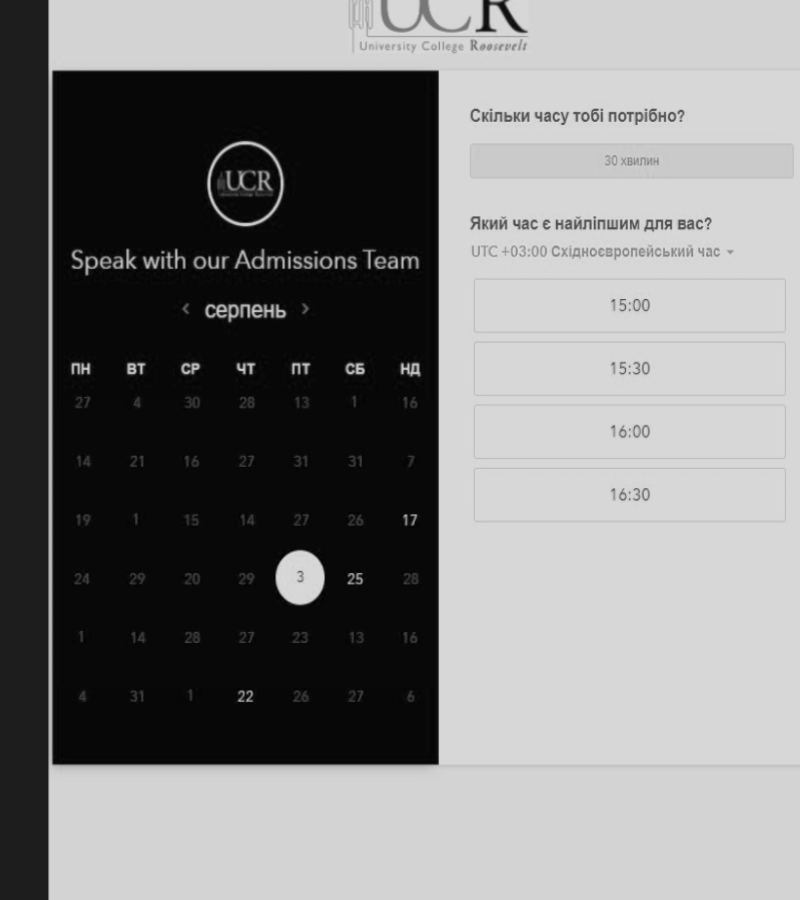 UCR
University College Roosevelt
UCR
Speak with our Admissions Team
серпень
ПН ВТ СР ЧТ ПТ СБ НД
27 4 30 28 13 1 16
14 21 16 27 31 31 7
19 1 15 14 27 26 17
24 29 20 29 3 25 28
1 14 28 27 23 13 16
4 31 1 22 26 27 6
Скільки часу тобі потрібно?
30 хвилин
Який час є найліпшим для вас?
UTC +03:00 Східноєвропейський час
15:00
15:30
16:00
16:30